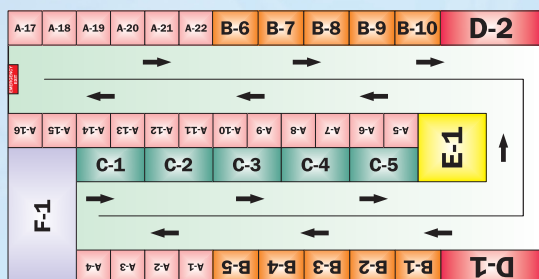 A-17 A-18 A-19 A-20 A-21 A-22 B-6 B-7 B-8 B-9 B-10 D-2
EMERGENCY EXIT
A-16 A-15 A-14 A-13 A-12 A-11 A-10 A-9 A-8 A-7 A-6 A-5 E-1
F-1 C-1 C-2 C-3 C-4 C-5
A-4 A-3 A-2 A-1 B-5 B-4 B-3 B-2 B-1 D-1